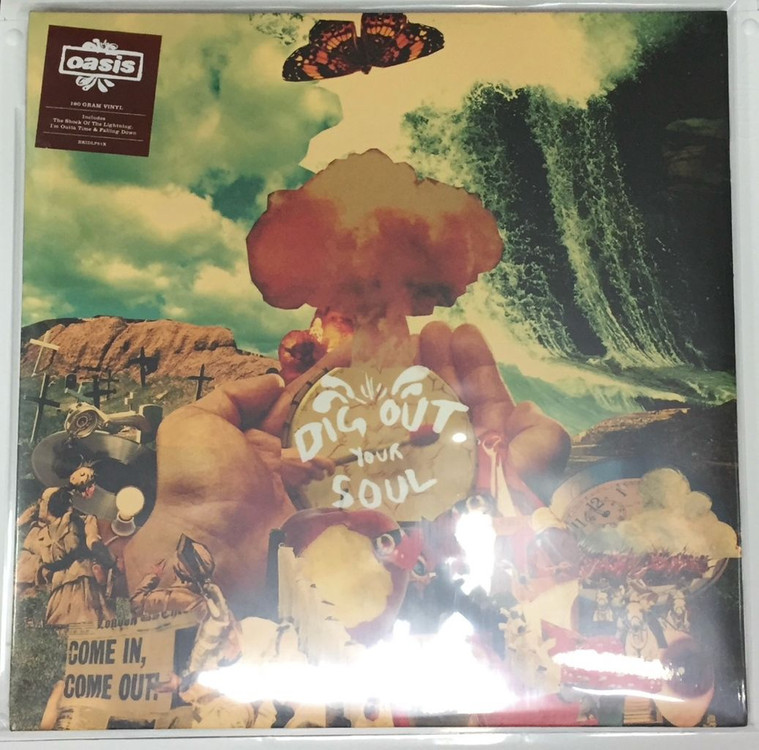 oasis
180 GRAM VINYL
Includes
The Shock Of The Lightning,
I'm Outta Time & Falling Down
DIG OUT
YOUR
SOUL
COME IN,
COME OUT!